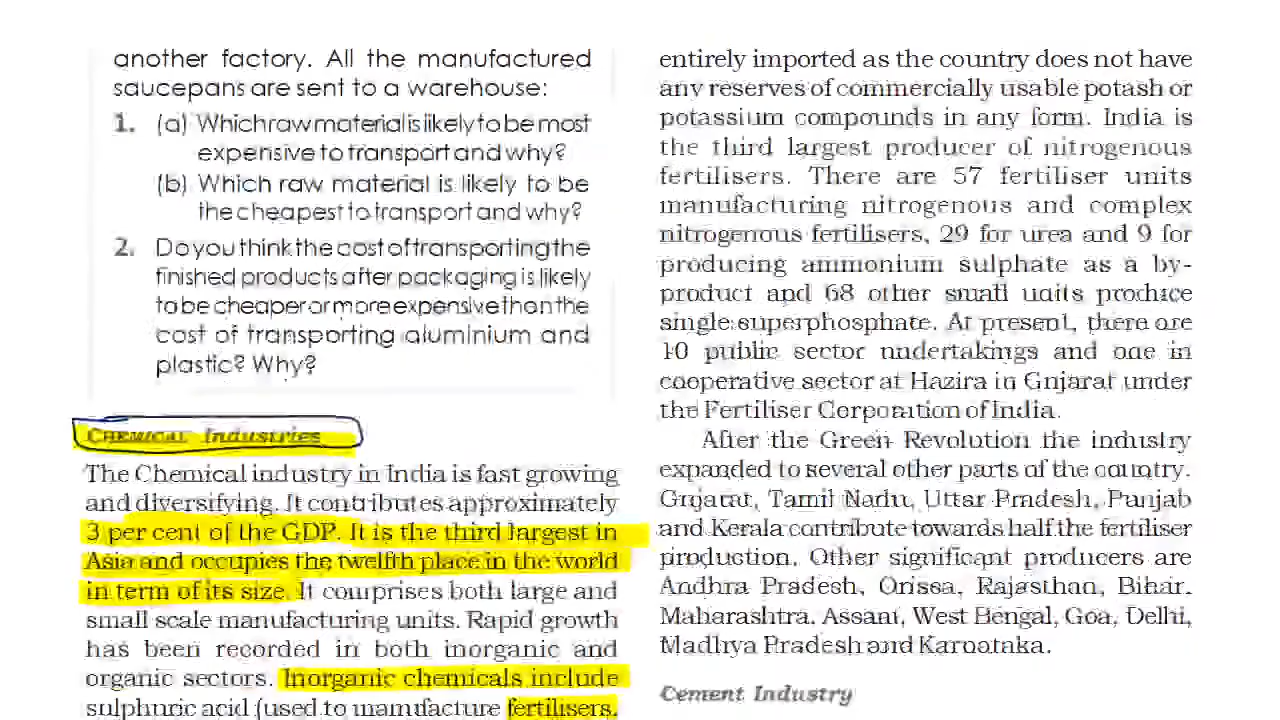 another factory. All the manufactured
saucepans are sent to a warehouse:
1. (a) Which raw material is likely to be most
expensive to transport and why?
(b) Which raw material is likely to be
the cheapest to transport and why?
2. Do you think the cost of transporting the
finished products after packaging is likely
to be cheaper or more expensive than the
cost of transporting aluminium and
plastic? Why?
CHEMICAL Industries
The Chemical industry in India is fast growing
and diversifying. It contributes approximately
3 per cent of the GDP. It is the third largest in
Asia and occupies the twelfth place in the world
in term of its size. It comprises both large and
small scale manufacturing units. Rapid growth
has been recorded in both inorganic and
organic sectors. Inorganic chemicals include
sulphuric acid (used to manufacture fertilisers,
entirely imported as the country does not have
any reserves of commercially usable potash or
potassium compounds in any form. India is
the third largest producer of nitrogenous
fertilisers. There are 57 fertiliser units
manufacturing nitrogenous and complex
nitrogenous fertilisers, 29 for urea and 9 for
producing ammonium sulphate as a by-
product and 68 other small units produce
single superphosphate. At present, there are
10 public sector undertakings and one in
cooperative sector at Hazira in Gujarat under
the Fertiliser Corporation of India.
After the Green Revolution the industry
expanded to several other parts of the country.
Gujarat, Tamil Nadu, Uttar Pradesh, Punjab
and Kerala contribute towards half the fertiliser
production. Other significant producers are
Andhra Pradesh, Orissa, Rajasthan, Bihar,
Maharashtra, Assam, West Bengal, Goa, Delhi,
Madhya Pradesh and Karnataka.
Cement Industry